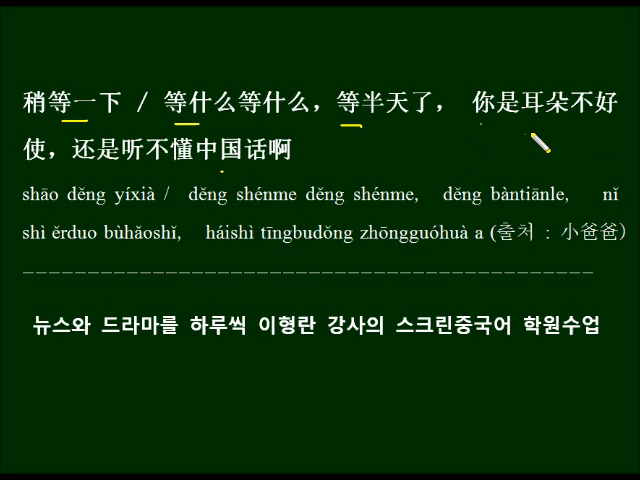 稍等一下 / 等什么等什么，等半天了， 你是耳朵不好
使，还是听不懂中国话啊
shāo děng yíxià / děng shénme děng shénme, děng bàntiānle, nǐ
shì ěrduo bùhǎoshǐ, háishì tīngbudǒng zhōngguóhuà a (출처 : 小爸爸)
뉴스와 드라마를 하루씩 이형란 강사의 스크린중국어 학원수업